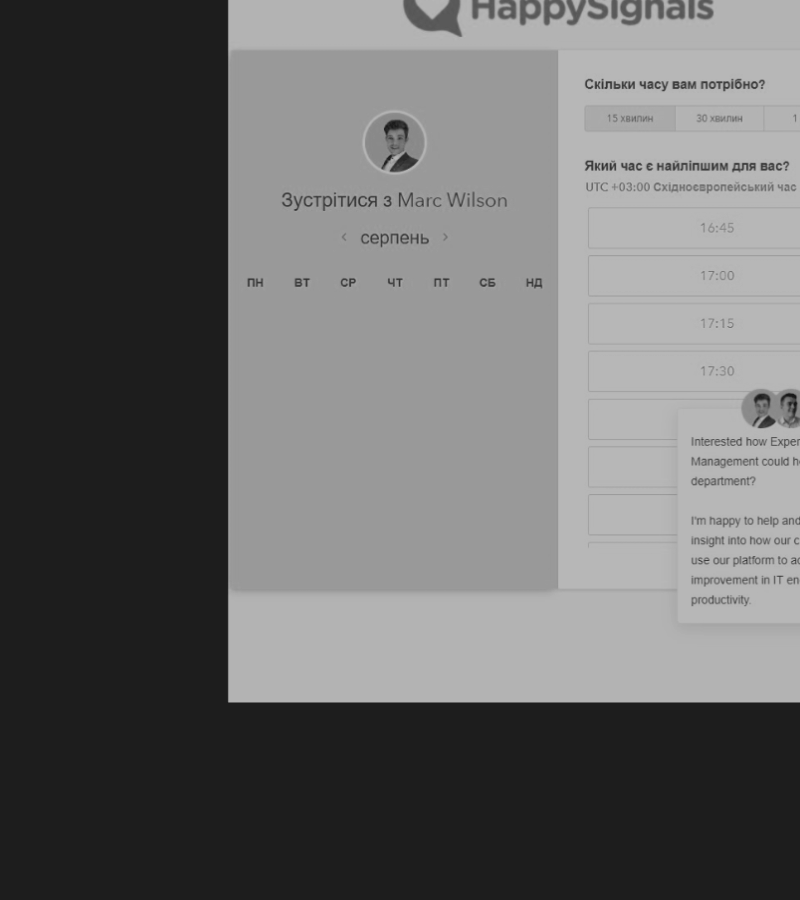 HappySignals
Зустрітися з Marc Wilson
‹ серпень ›
ПН ВТ СР ЧТ ПТ СБ НД
Скільки часу вам потрібно?
15 хвилин 30 хвилин 1
Який час є найліпшим для вас?
UTC +03:00 Східноєвропейський час
16:45
17:00
17:15
17:30
Interested how Exper
Management could h
department?
I'm happy to help and
insight into how our c
use our platform to a
improvement in IT en
productivity.